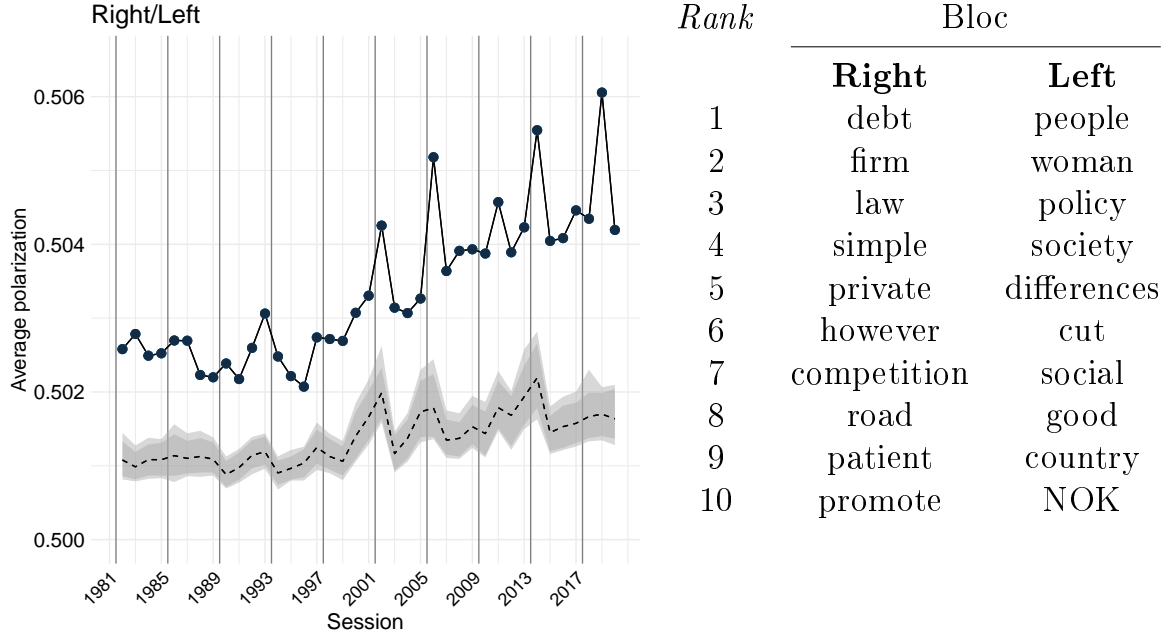 Right/Left
Average polarization
0.506
0.504
0.502
0.500
1981 1985 1989 1993 1997 2001 2005 2009 2013 2017
Session
Rank Bloc
Right Left
1 debt people
2 firm woman
3 law policy
4 simple society
5 private differences
6 however cut
7 competition social
8 road good
9 patient country
10 promote NOK